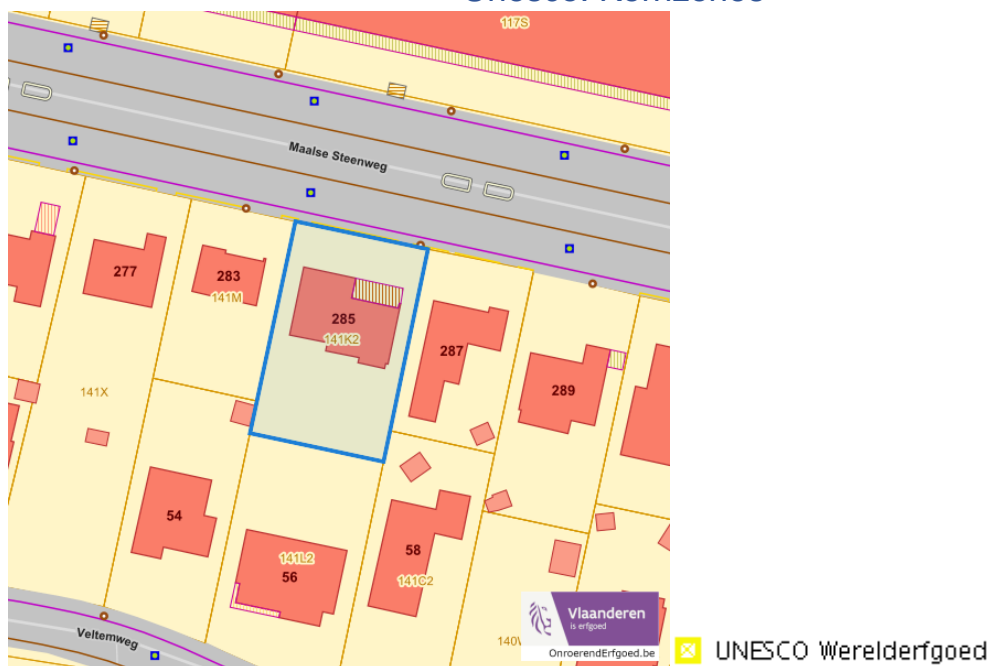 117S
Maalse Steenweg
277
283
141M
285
141K2
287
289
141X
54
56
141L2
58
141C2
Veltemweg
Vlaanderen
is erfgoed
OnroerendErfgoed.be
UNESCO Werelderfgoed